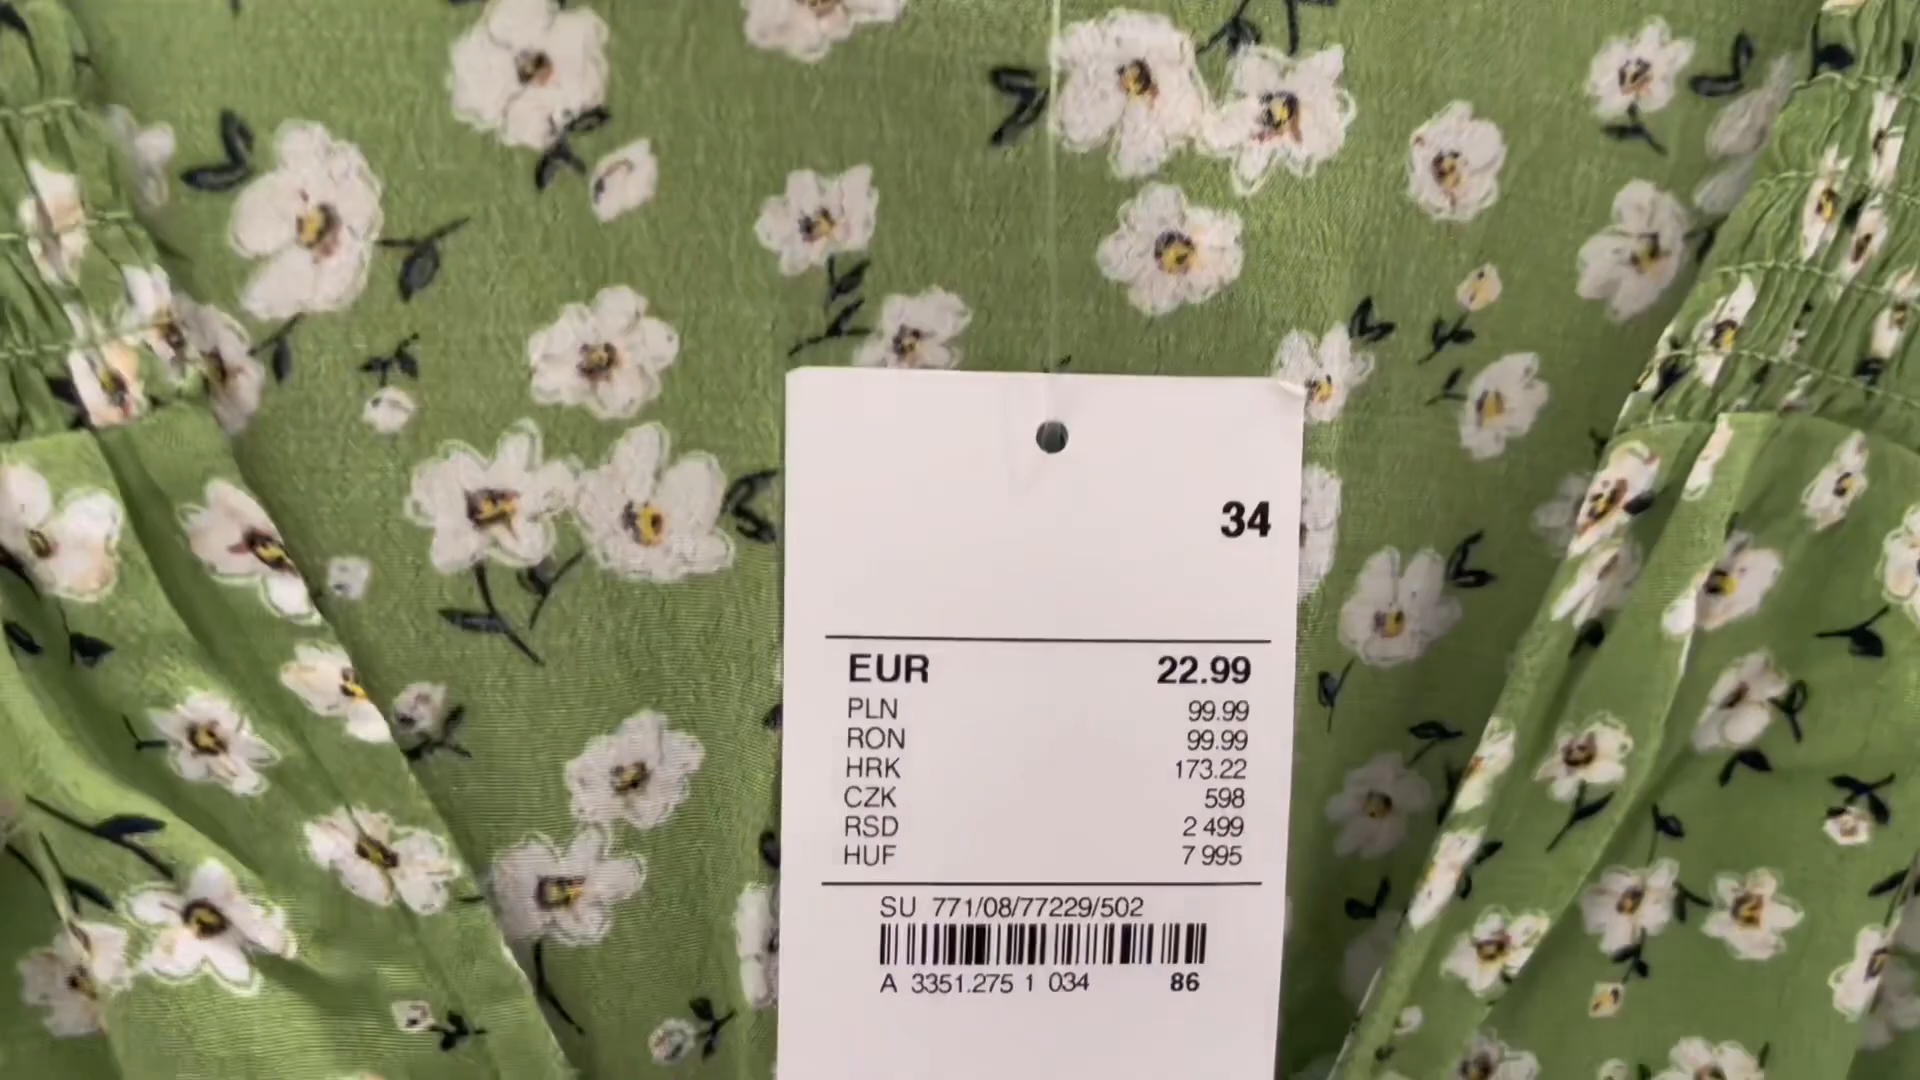 34
EUR 22.99
PLN 99.99
RON 99.99
HRK 173.22
CZK 598
RSD 2 499
HUF 7 995
SU 771/08/77229/502
A 3351.275 1 034 86